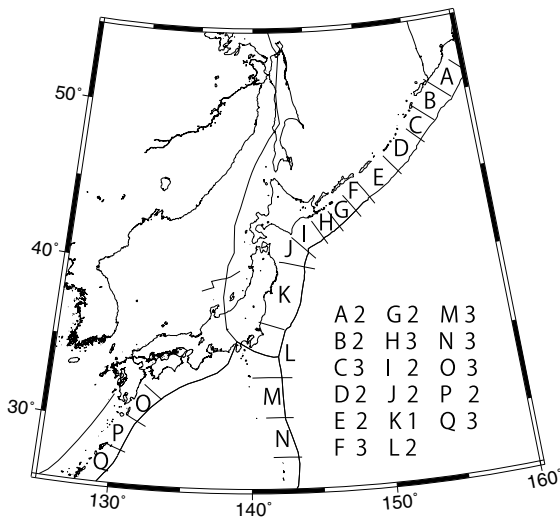 50°
A
B
C
D
E
F
G
H
I
J
40°
K
A 2 G 2 M 3
B 2 H 3 N 3
L
C 3 I 2 O 3
D 2 J 2 P 2
M
E 2 K 1 Q 3
O
30°
F 3 L 2
P
N
Q
130°
140°
150°
160°